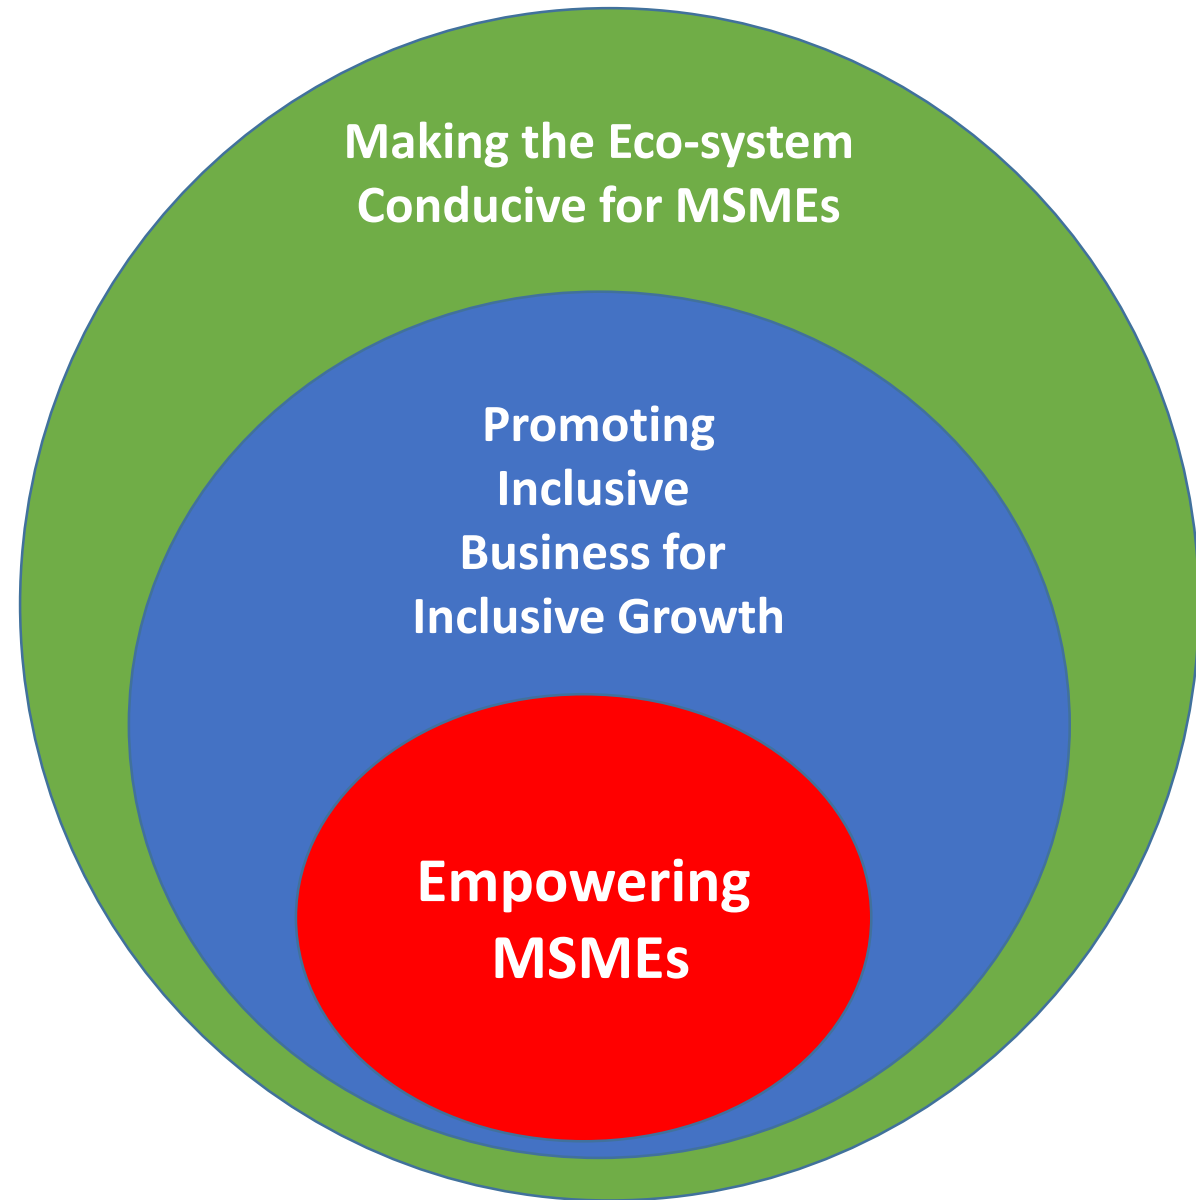 Making the Eco-system
Conducive for MSMEs
Promoting
Inclusive
Business for
Inclusive Growth
Empowering
MSMEs